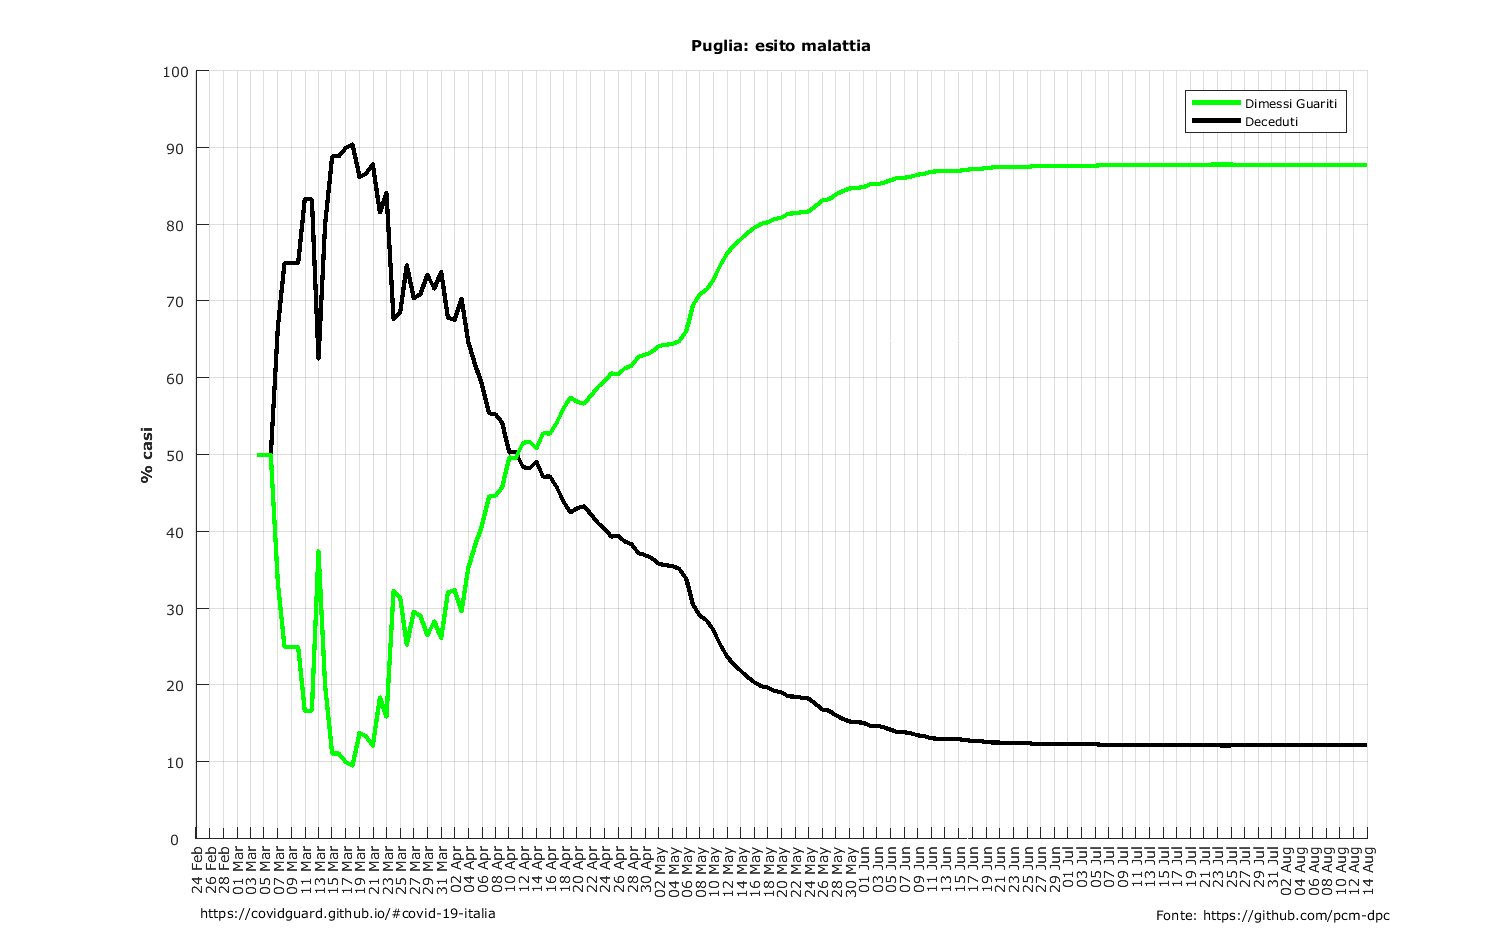 Puglia: esito malattia
Dimessi Guariti
Deceduti
% casi
100
90
80
70
60
50
40
30
20
10
0
24 Feb
26 Feb
28 Feb
01 Mar
03 Mar
05 Mar
07 Mar
09 Mar
11 Mar
13 Mar
15 Mar
17 Mar
19 Mar
21 Mar
23 Mar
25 Mar
27 Mar
29 Mar
31 Mar
02 Apr
04 Apr
06 Apr
08 Apr
10 Apr
12 Apr
14 Apr
16 Apr
18 Apr
20 Apr
22 Apr
24 Apr
26 Apr
28 Apr
30 Apr
02 May
04 May
06 May
08 May
10 May
12 May
14 May
16 May
18 May
20 May
22 May
24 May
26 May
28 May
30 May
01 Jun
03 Jun
05 Jun
07 Jun
09 Jun
11 Jun
13 Jun
15 Jun
17 Jun
19 Jun
21 Jun
23 Jun
25 Jun
27 Jun
29 Jun
01 Jul
03 Jul
05 Jul
07 Jul
09 Jul
11 Jul
13 Jul
15 Jul
17 Jul
19 Jul
21 Jul
23 Jul
25 Jul
27 Jul
29 Jul
31 Jul
02 Aug
04 Aug
06 Aug
08 Aug
10 Aug
12 Aug
14 Aug
https://covidguard.github.io/#covid-19-italia
Fonte: https://github.com/pcm-dpc